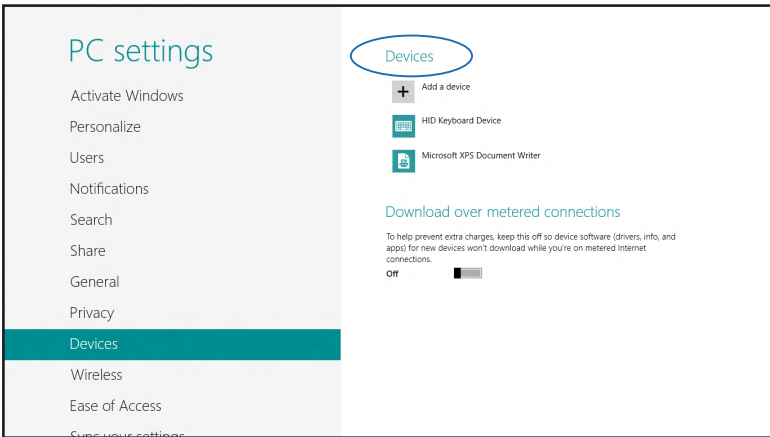 PC settings
Activate Windows
Personalize
Users
Notifications
Search
Share
General
Privacy
Devices
Wireless
Ease of Access
Sync your settings
Devices
Add a device
HID Keyboard Device
Microsoft XPS Document Writer
Download over metered connections
To help prevent extra charges, keep this off so device software (drivers, info, and
apps) for new devices won't download while you're on metered Internet
connections.
Off